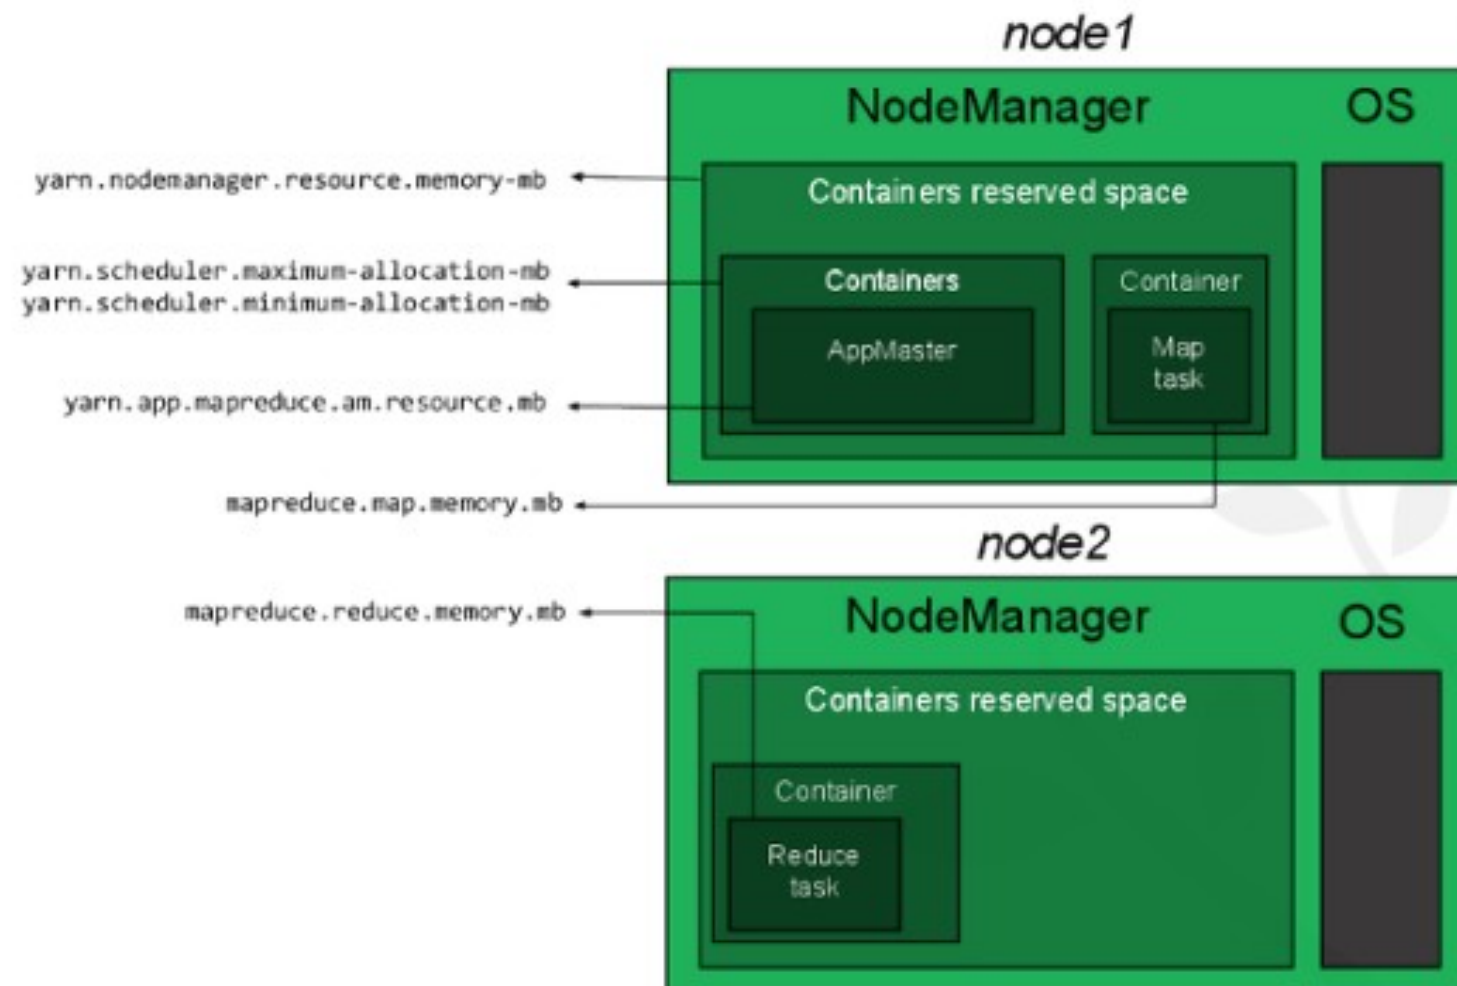 node1
NodeManager OS
yarn.nodemanager.resource.memory-mb
Containers reserved space
yarn.scheduler.maximum-allocation-mb
yarn.scheduler.minimum-allocation-mb
Containers
Container
AppMaster
Map
task
yarn.app.mapreduce.am.resource.mb
mapreduce.map.memory.mb
node2
mapreduce.reduce.memory.mb
NodeManager OS
Containers reserved space
Container
Reduce
task